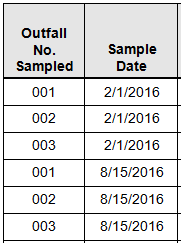 Outfall
No.
Sampled
Sample
Date
001 2/1/2016
002 2/1/2016
003 2/1/2016
001 8/15/2016
002 8/15/2016
003 8/15/2016